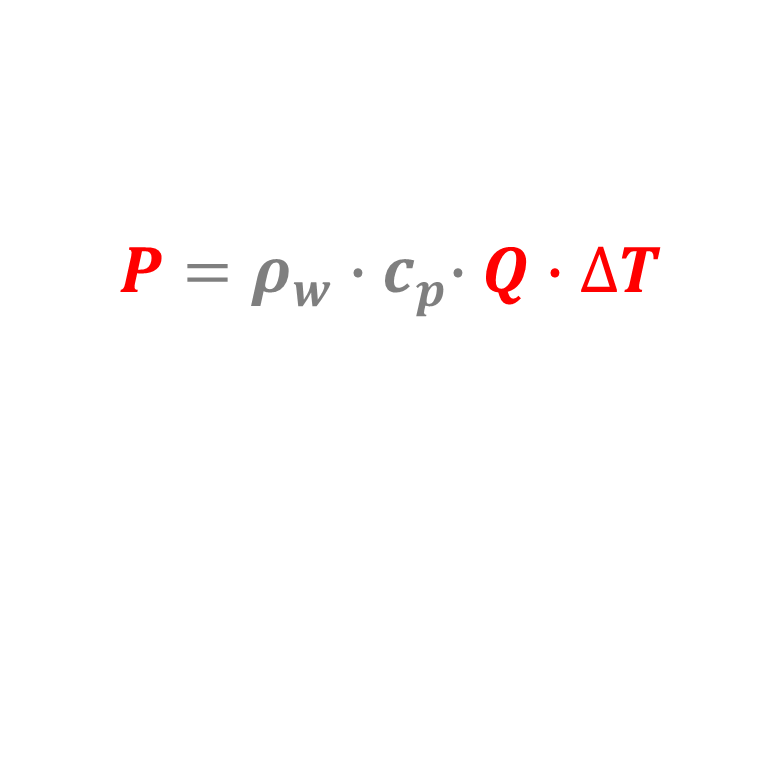 P = ρ_w · c_p · Q · ΔT